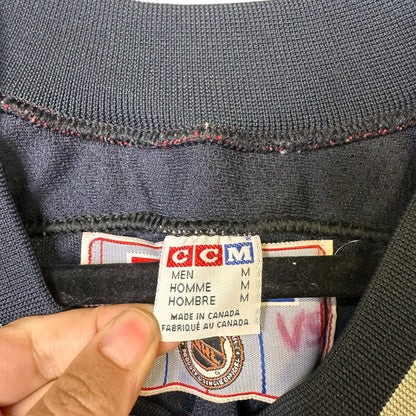 CCM
MEN M
HOMME M
HOMBRE M
MADE IN CANADA
FABRIQUÉ AU CANADA